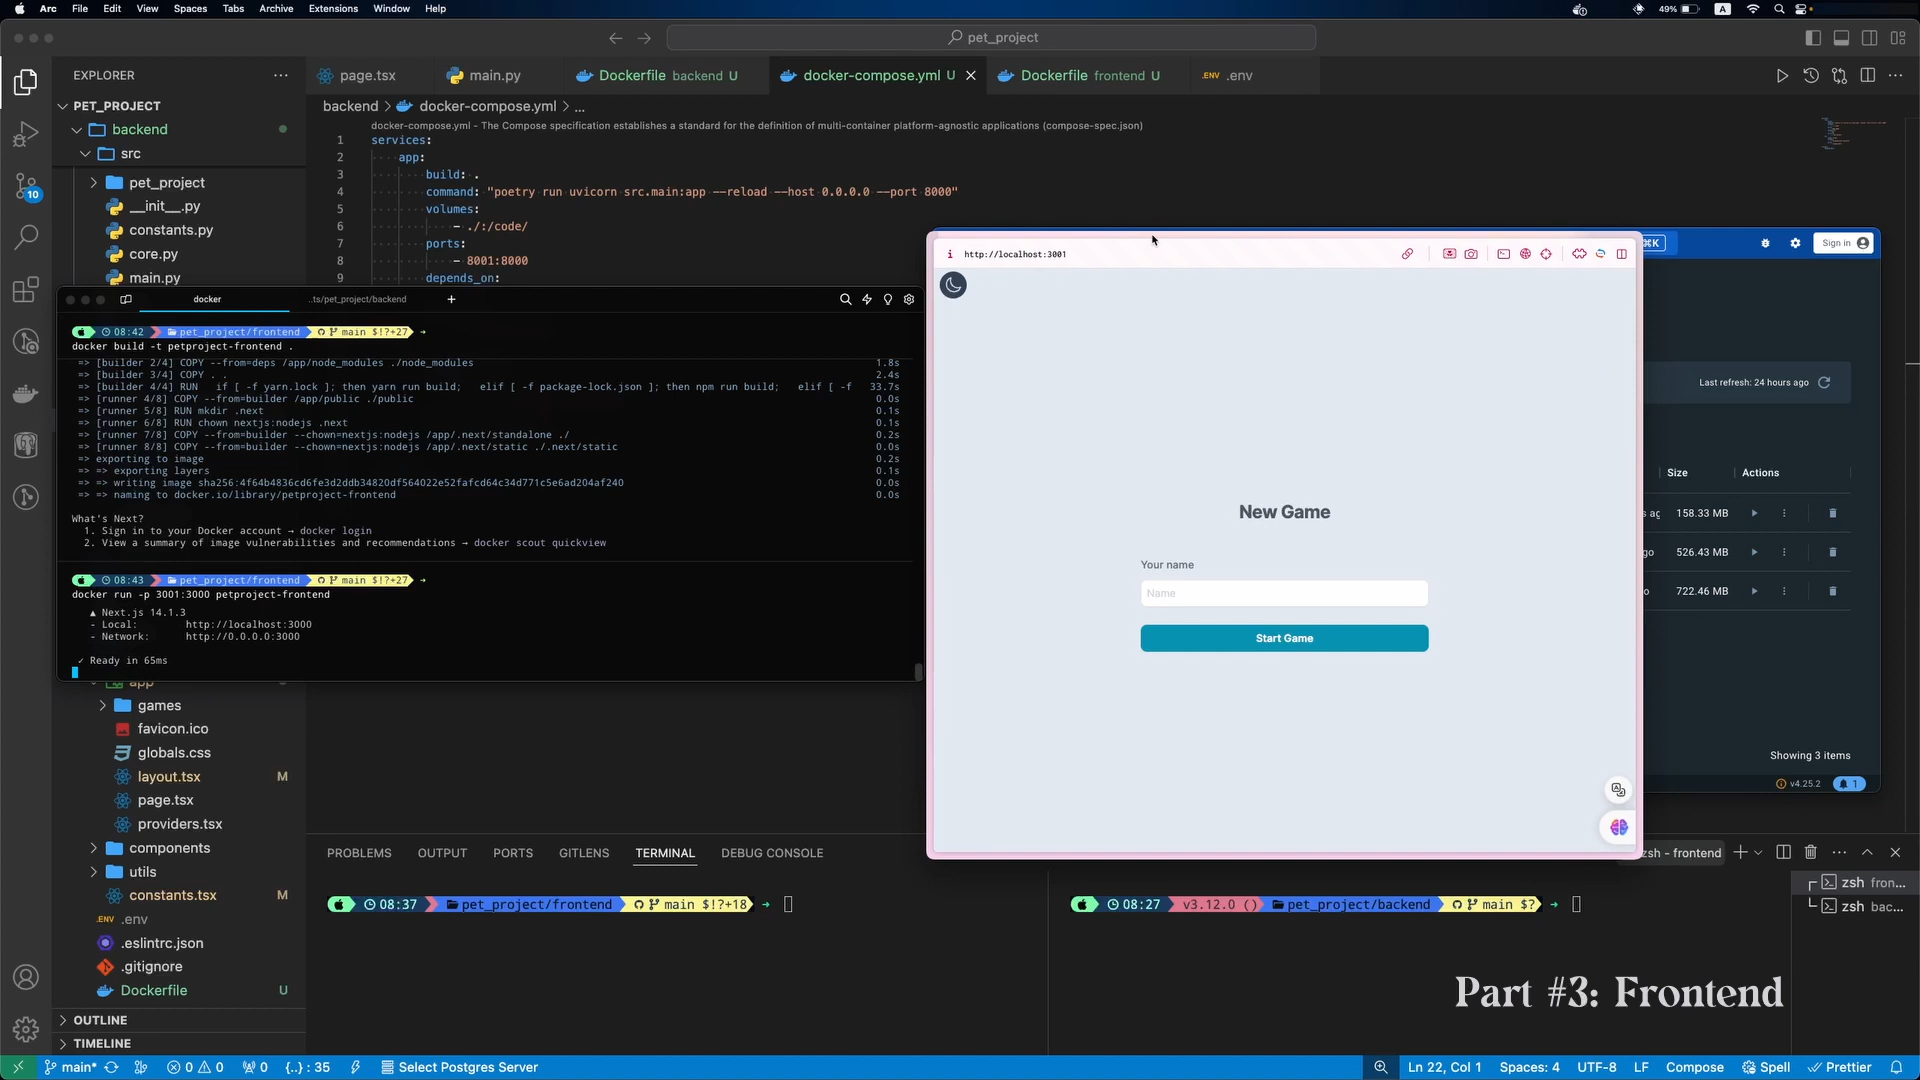 Arc File Edit View Spaces Tabs Archive Extensions Window Help
49% A
pet_project
EXPLORER
page.tsx
main.py
Dockerfile backend U
docker-compose.yml U
Dockerfile frontend U
.ENV .env
PET_PROJECT
backend
src
pet_project
__init__.py
constants.py
core.py
main.py
10
backend > docker-compose.yml > ...
docker-compose.yml - The Compose specification establishes a standard for the definition of multi-container platform-agnostic applications (compose-spec.json)
1 services:
2 app:
3 build: .
4 command: "poetry run uvicorn src.main:app --reload --host 0.0.0.0 --port 8000"
5 volumes:
6 - ./:/code/
7 ports:
8 - 8001:8000
9 depends_on:
docker
..ts/pet_project/backend
08:42 pet_project/frontend main $!?+27
docker build -t petproject-frontend .
=> [builder 2/4] COPY --from=deps /app/node_modules ./node_modules 1.8s
=> [builder 3/4] COPY . . 2.4s
=> [builder 4/4] RUN if [ -f yarn.lock ]; then yarn run build; elif [ -f package-lock.json ]; then npm run build; elif [ -f 33.7s
=> [runner 4/8] COPY --from=builder /app/public ./public 0.0s
=> [runner 5/8] RUN mkdir .next 0.1s
=> [runner 6/8] RUN chown nextjs:nodejs .next 0.1s
=> [runner 7/8] COPY --from=builder --chown=nextjs:nodejs /app/.next/standalone ./ 0.2s
=> [runner 8/8] COPY --from=builder --chown=nextjs:nodejs /app/.next/static ./.next/static 0.0s
=> exporting to image 0.2s
=> => exporting layers 0.1s
=> => writing image sha256:4f64b4836cd6fe3d2ddb34820df564022e52fafcd64c34d771c5e6ad204af240 0.0s
=> => naming to docker.io/library/petproject-frontend 0.0s
What's Next?
1. Sign in to your Docker account → docker login
2. View a summary of image vulnerabilities and recommendations → docker scout quickview
08:43 pet_project/frontend main $!?+27
docker run -p 3001:3000 petproject-frontend
▲ Next.js 14.1.3
- Local: http://localhost:3000
- Network: http://0.0.0.0:3000
✓ Ready in 65ms
http://localhost:3001
New Game
Your name
Name
Start Game
⌘K
Sign in
Last refresh: 24 hours ago
Size Actions
158.33 MB
526.43 MB
722.46 MB
Showing 3 items
v4.25.2
1
app
games
favicon.ico
globals.css
layout.tsx M
page.tsx
providers.tsx
components
utils
constants.tsx M
.ENV .env
.eslintrc.json
.gitignore
Dockerfile U
OUTLINE
TIMELINE
PROBLEMS OUTPUT PORTS GITLENS TERMINAL DEBUG CONSOLE
zsh - frontend
08:37 pet_project/frontend main $!?+18
08:27 v3.12.0 () pet_project/backend main $?
zsh fron...
zsh bac...
Part #3: Frontend
main* 0 0 0 {..} : 35 Select Postgres Server
Ln 22, Col 1 Spaces: 4 UTF-8 LF Compose Spell Prettier